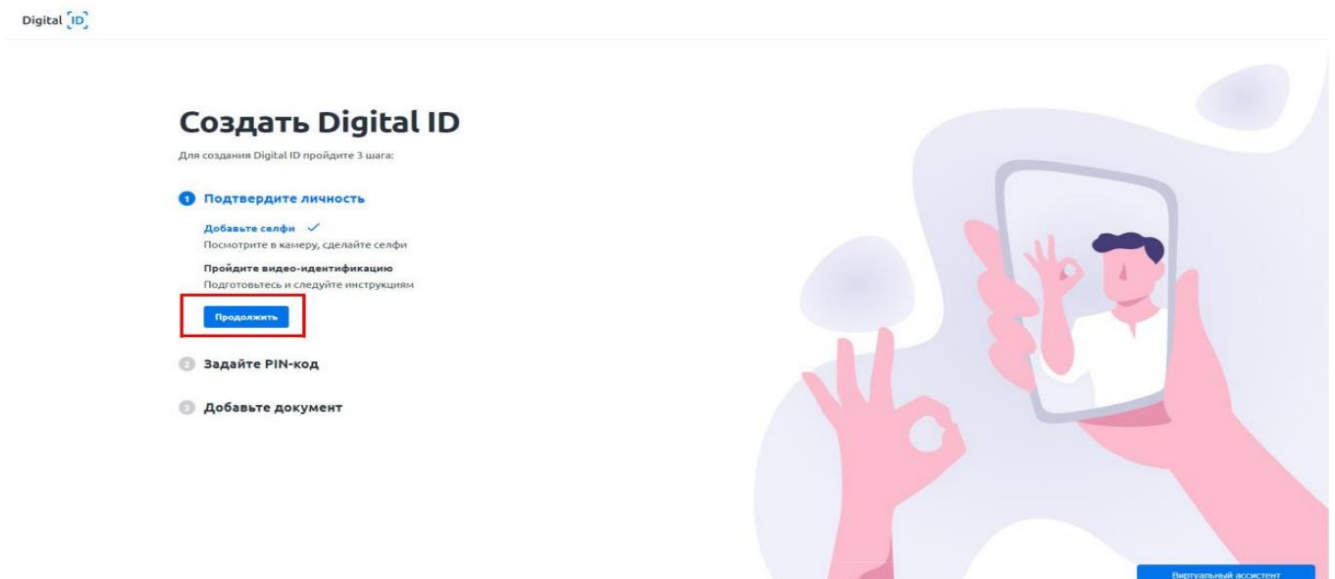 Digital ID
Создать Digital ID
Для создания Digital ID пройдите 3 шага:
1 Подтвердите личность
Добавьте селфи
Посмотрите в камеру, сделайте селфи
Пройдите видео-идентификацию
Подготовьтесь и следуйте инструкциям
Продолжить
2 Задайте PIN-код
3 Добавьте документ
Виртуальный ассистент